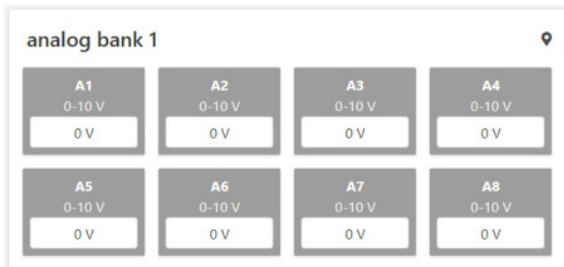 analog bank 1
A1 A2 A3 A4
0-10 V 0-10 V 0-10 V 0-10 V
0 V 0 V 0 V 0 V
A5 A6 A7 A8
0-10 V 0-10 V 0-10 V 0-10 V
0 V 0 V 0 V 0 V